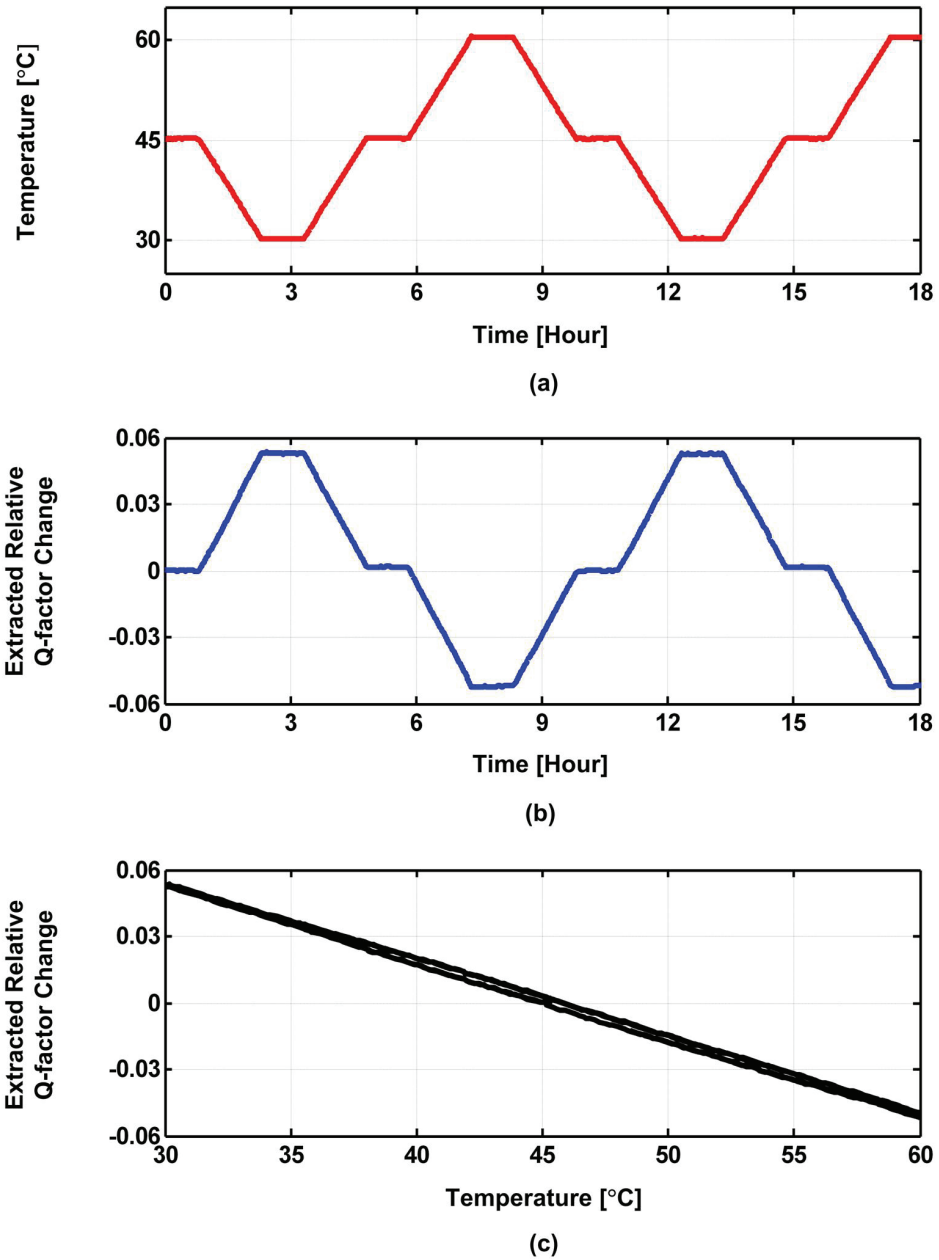 Temperature [°C]
60
45
30
0 3 6 9 12 15 18
Time [Hour]
(a)
Extracted Relative
Q-factor Change
0.06
0.03
0
-0.03
-0.06
0 3 6 9 12 15 18
Time [Hour]
(b)
Extracted Relative
Q-factor Change
0.06
0.03
0
-0.03
-0.06
30 35 40 45 50 55 60
Temperature [°C]
(c)